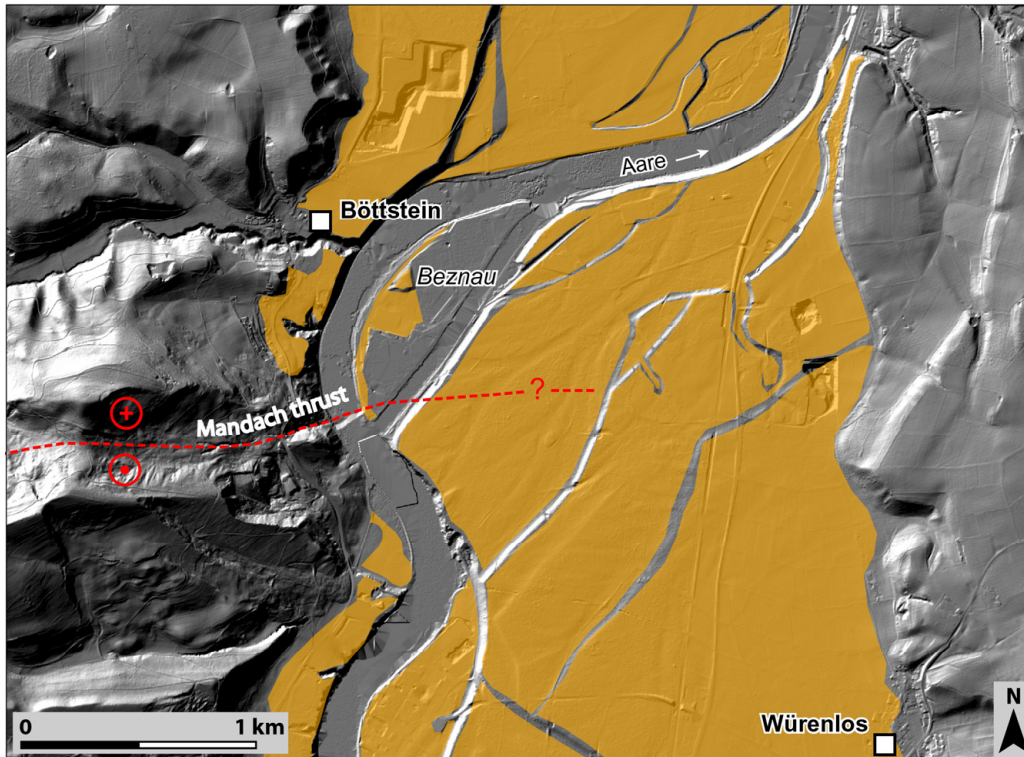 Aare
Böttstein
Beznau
Mandach thrust
?
0 1 km
Würenlos
N